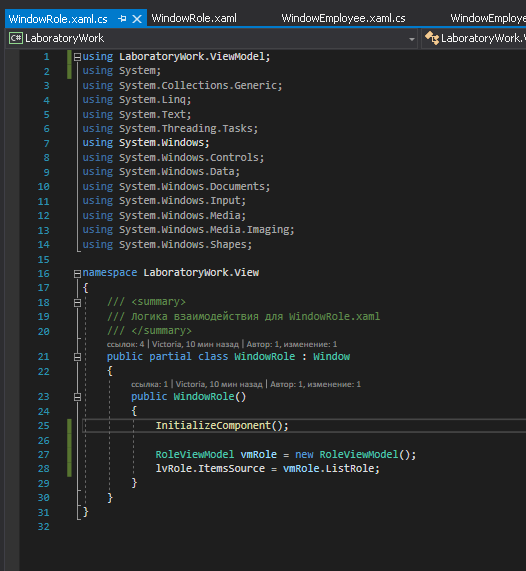 WindowRole.xaml.cs WindowRole.xaml WindowEmployee.xaml.cs WindowEmploye
C# LaboratoryWork LaboratoryWork.V
1 using LaboratoryWork.ViewModel;
2 using System;
3 using System.Collections.Generic;
4 using System.Linq;
5 using System.Text;
6 using System.Threading.Tasks;
7 using System.Windows;
8 using System.Windows.Controls;
9 using System.Windows.Data;
10 using System.Windows.Documents;
11 using System.Windows.Input;
12 using System.Windows.Media;
13 using System.Windows.Media.Imaging;
14 using System.Windows.Shapes;
15
16 namespace LaboratoryWork.View
17 {
18 /// <summary>
19 /// Логика взаимодействия для WindowRole.xaml
20 /// </summary>
ссылок: 4 | Victoria, 10 мин назад | Автор: 1, изменение: 1
21 public partial class WindowRole : Window
22 {
ссылка: 1 | Victoria, 10 мин назад | Автор: 1, изменение: 1
23 public WindowRole()
24 {
25 InitializeComponent();
26
27 RoleViewModel vmRole = new RoleViewModel();
28 lvRole.ItemsSource = vmRole.ListRole;
29 }
30 }
31 }
32